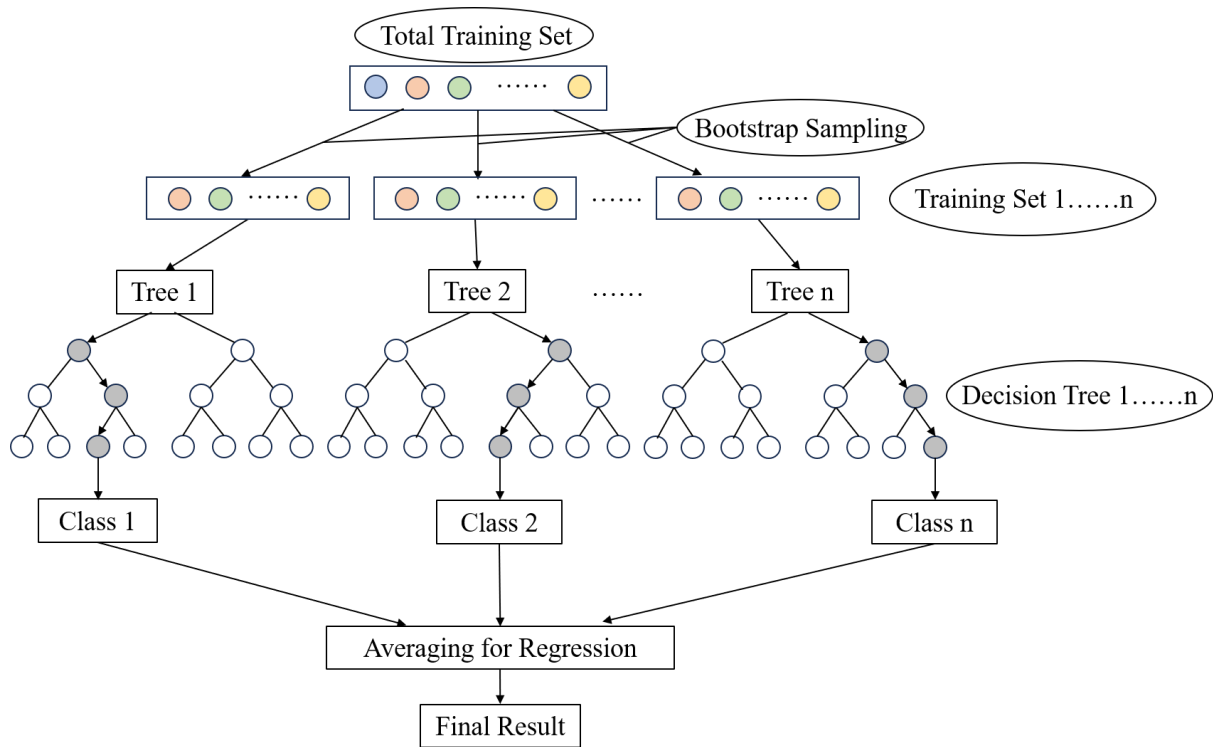 Total Training Set
……
Bootstrap Sampling
…… …… …… ……
Training Set 1……n
Tree 1
Tree 2
……
Tree n
Decision Tree 1……n
Class 1
Class 2
Class n
Averaging for Regression
Final Result